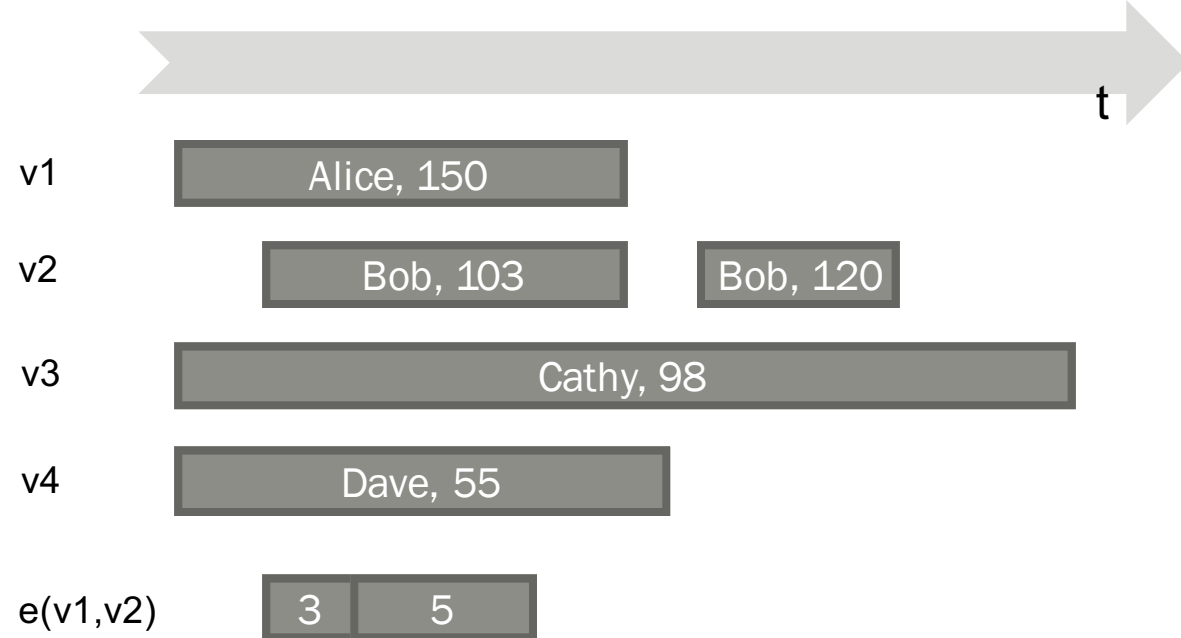 t
v1 Alice, 150
v2 Bob, 103 Bob, 120
v3 Cathy, 98
v4 Dave, 55
e(v1,v2) 3 5